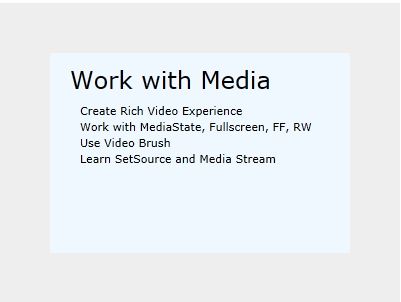 Work with Media
Create Rich Video Experience
Work with MediaState, Fullscreen, FF, RW
Use Video Brush
Learn SetSource and Media Stream